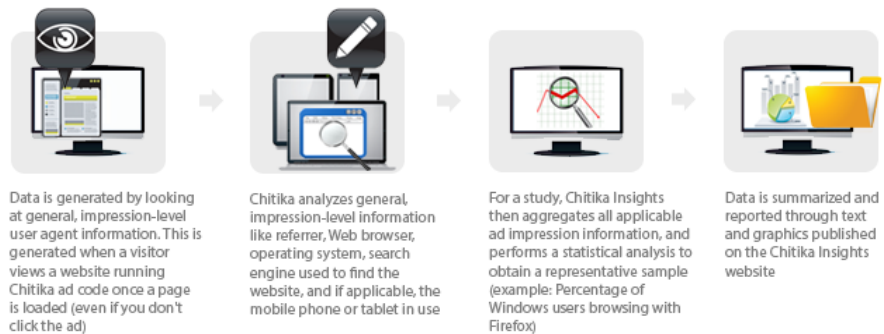 Data is generated by looking
at general, impression-level
user agent information. This is
generated when a visitor
views a website running
Chitika ad code once a page
is loaded (even if you don't
click the ad)
Chitika analyzes general,
impression-level information
like referrer, Web browser,
operating system, search
engine used to find the
website, and if applicable, the
mobile phone or tablet in use
For a study, Chitika Insights
then aggregates all applicable
ad impression information, and
performs a statistical analysis to
obtain a representative sample
(example: Percentage of
Windows users browsing with
Firefox)
Data is summarized and
reported through text
and graphics published
on the Chitika Insights
website